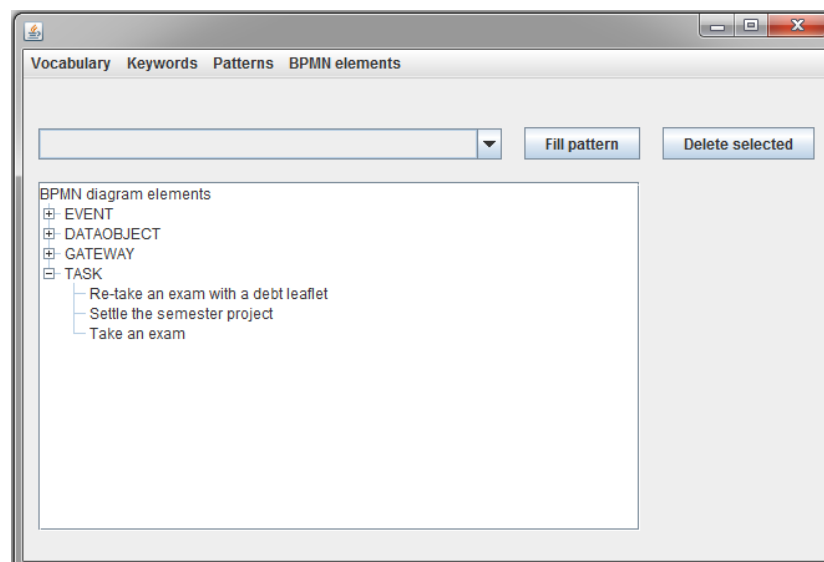 Vocabulary Keywords Patterns BPMN elements
Fill pattern Delete selected
BPMN diagram elements
EVENT
DATAOBJECT
GATEWAY
TASK
Re-take an exam with a debt leaflet
Settle the semester project
Take an exam